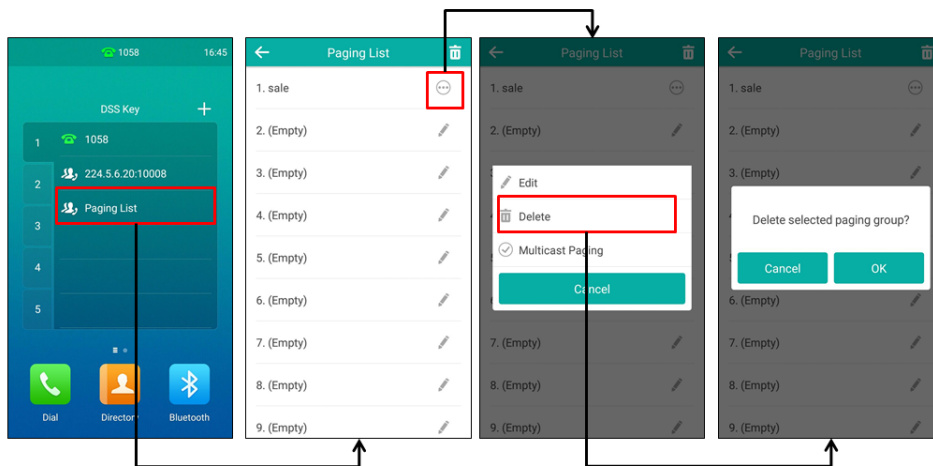 1058 16:45
DSS Key
1 1058
2 224.5.6.20:10008
Paging List
3
4
5
Dial Directory Bluetooth
Paging List
1. sale
2. (Empty)
3. (Empty)
4. (Empty)
5. (Empty)
6. (Empty)
7. (Empty)
8. (Empty)
9. (Empty)
Paging List
1. sale
2. (Empty)
Edit
Delete
Multicast Paging
Cancel
6. (Empty)
7. (Empty)
8. (Empty)
9. (Empty)
Paging List
1. sale
2. (Empty)
3. (Empty)
Delete selected paging group?
Cancel OK
6. (Empty)
7. (Empty)
8. (Empty)
9. (Empty)